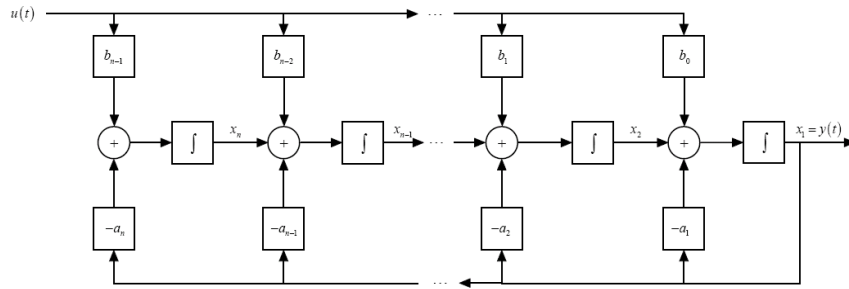 u(t) ...
b_{n-1} b_{n-2} b_1 b_0
+ ∫ x_n + ∫ x_{n-1} ... + ∫ x_2 + ∫ x_1 = y(t)
-a_n -a_{n-1} -a_2 -a_1
...